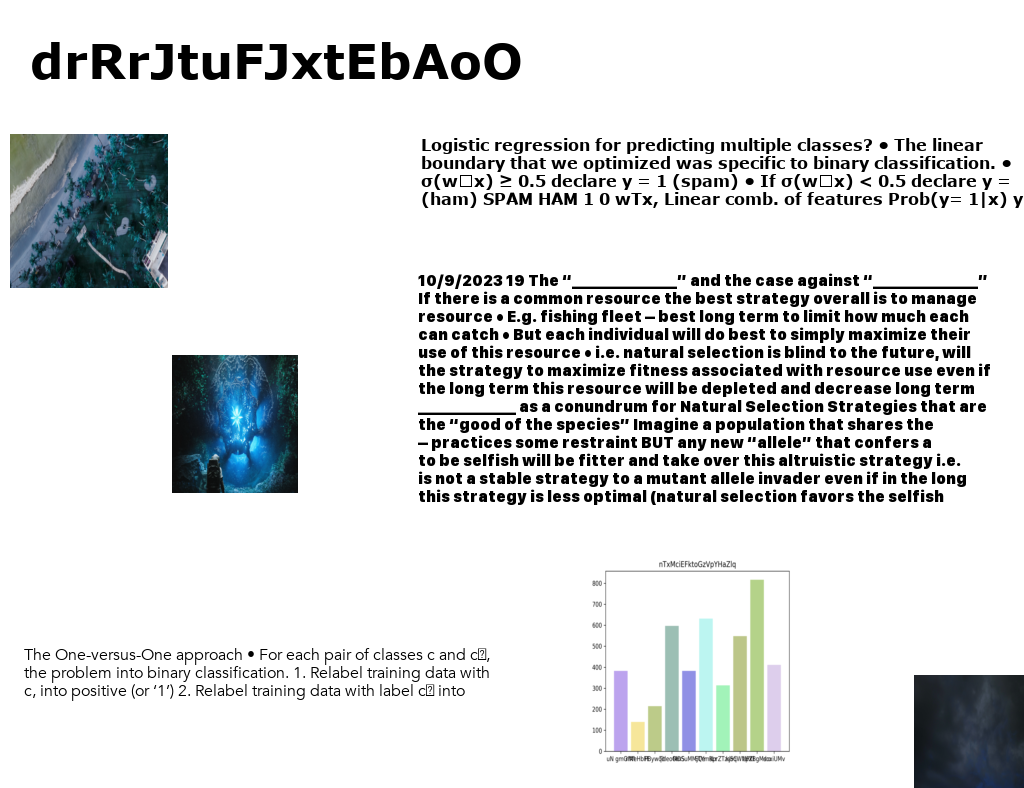 drRrJtuFJxtEbAoO
Logistic regression for predicting multiple classes? • The linear
boundary that we optimized was specific to binary classification. •
σ(w□x) ≥ 0.5 declare y = 1 (spam) • If σ(w□x) < 0.5 declare y =
(ham) SPAM HAM 1 0 wTx, Linear comb. of features Prob(y= 1|x) y
10/9/2023 19 The “______________” and the case against “______________”
If there is a common resource the best strategy overall is to manage
resource • E.g. fishing fleet – best long term to limit how much each
can catch • But each individual will do best to simply maximize their
use of this resource • i.e. natural selection is blind to the future, will
the strategy to maximize fitness associated with resource use even if
the long term this resource will be depleted and decrease long term
_____________ as a conundrum for Natural Selection Strategies that are
the “good of the species” Imagine a population that shares the
– practices some restraint BUT any new “allele” that confers a
to be selfish will be fitter and take over this altruistic strategy i.e.
is not a stable strategy to a mutant allele invader even if in the long
this strategy is less optimal (natural selection favors the selfish
nTxMciEFktoGzVpYHaZlq
800
700
600
500
400
300
200
100
0
The One-versus-One approach • For each pair of classes c and c,
the problem into binary classification. 1. Relabel training data with
c, into positive (or ‘1’) 2. Relabel training data with label c into